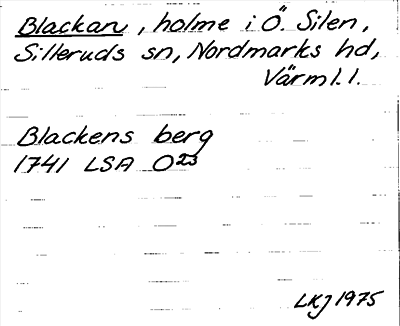 Blackan, holme i Ö. Silen,
Silleruds sn, Nordmarks hd,
Värml. l.
Blackens berg
1741 LSA O23
LKJ 1975